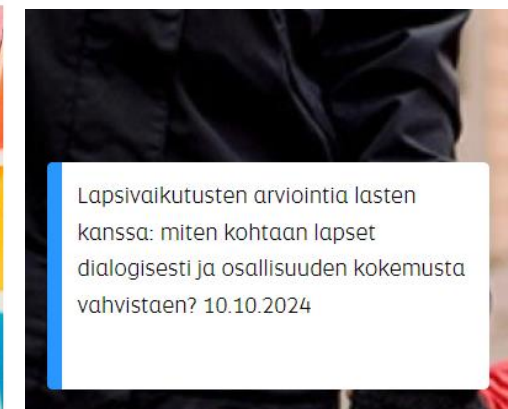 Lapsivaikutusten arviointia lasten
kanssa: miten kohtaan lapset
dialogisesti ja osallisuuden kokemusta
vahvistaen? 10.10.2024